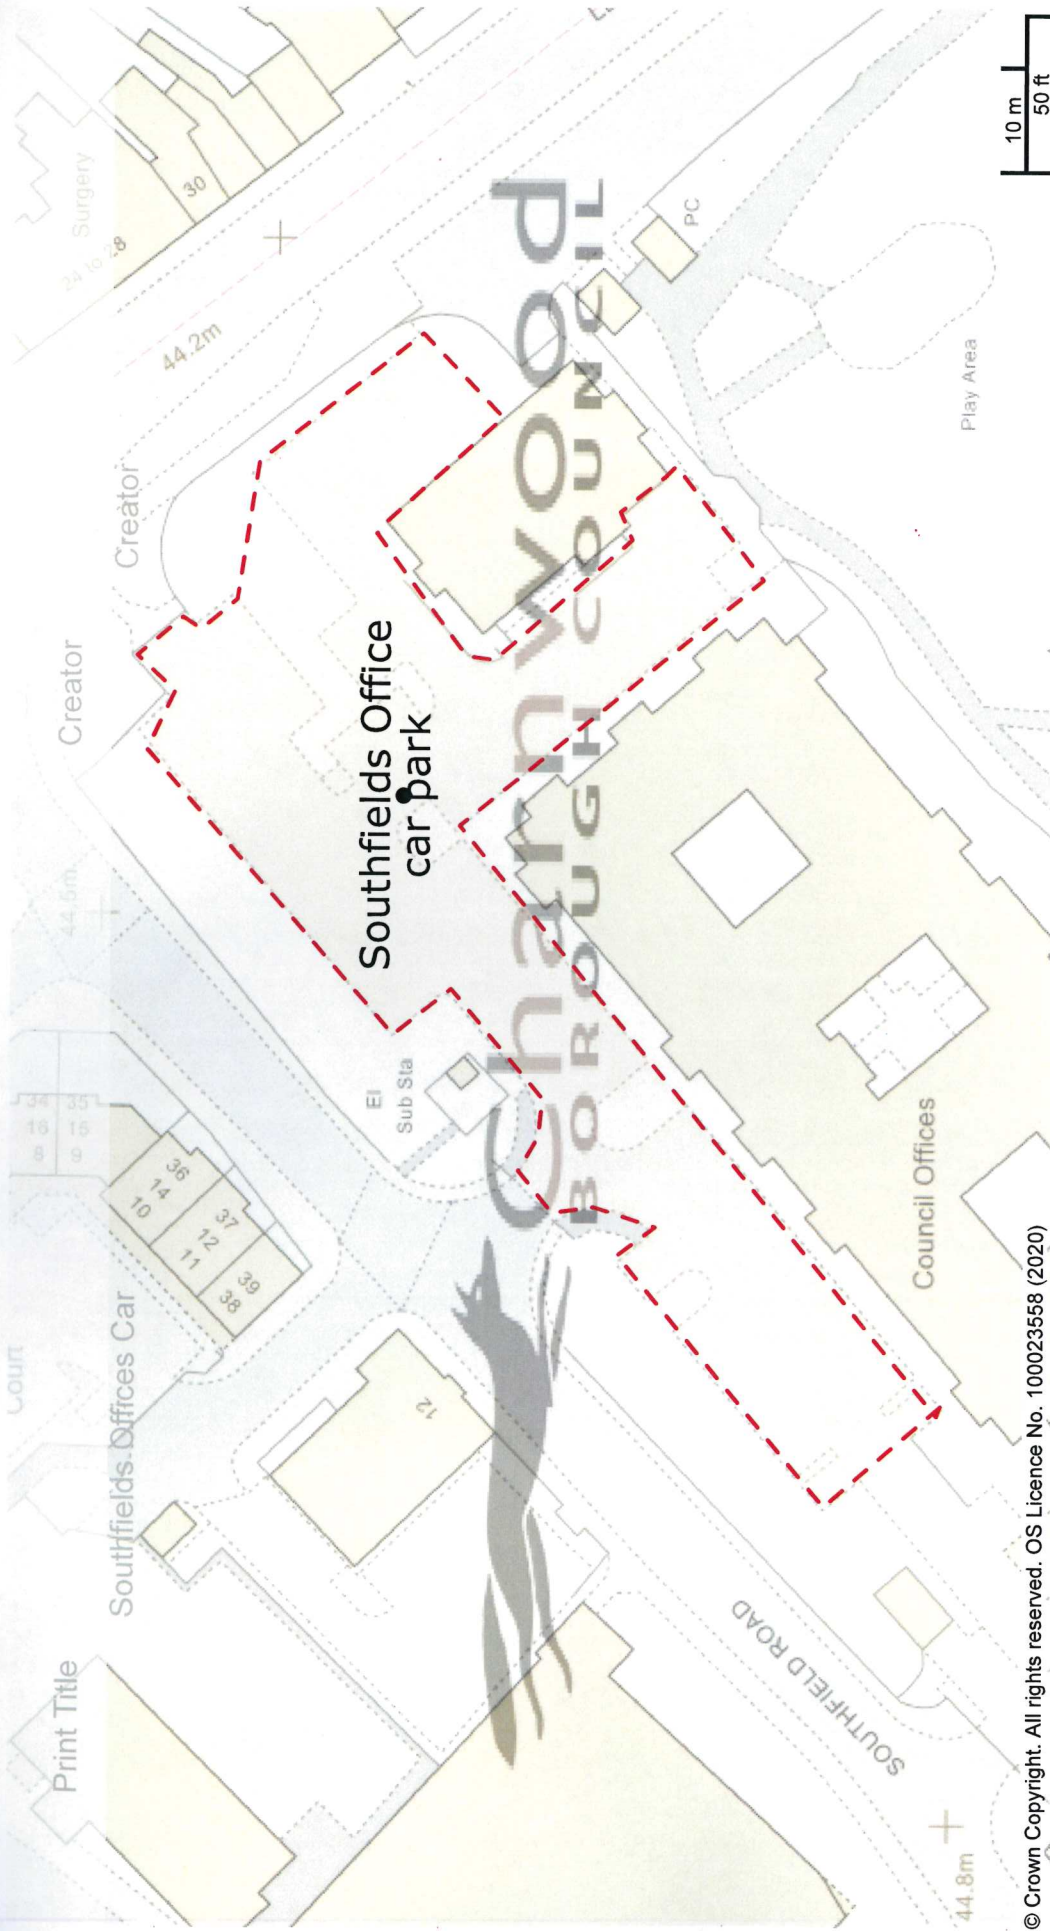 Print Title
Southfields Offices Car
Creator
Creator
Court
34
35
16
15
8
9
36
14
10
37
12
11
39
38
12
44.6m
El
Sub Sta
Surgery
24 to 28
30
44.2m
Southfields Office
car park
Charnwood
BOROUGH COUNCIL
PC
Play Area
Council Offices
SOUTHFIELD ROAD
44.8m
10 m
50 ft
© Crown Copyright. All rights reserved. OS Licence No. 100023558 (2020)